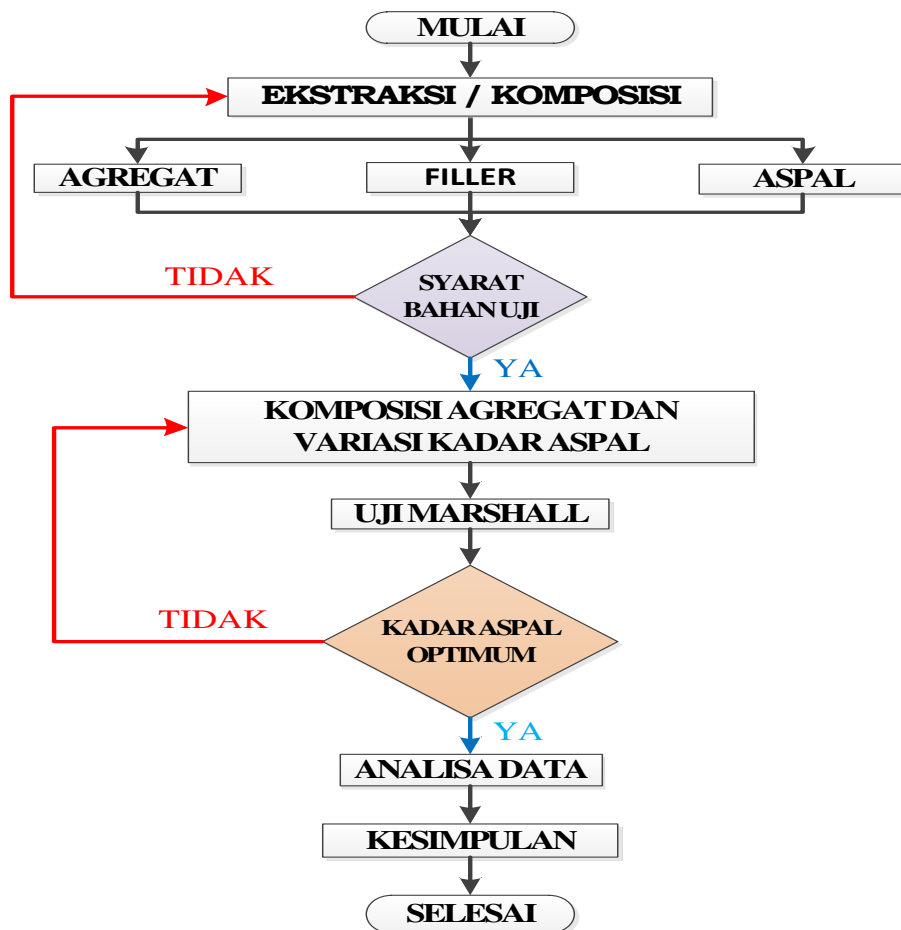 MULAI
EKSTRAKSI / KOMPOSISI
AGREGAT
FILLER
ASPAL
TIDAK
SYARAT
BAHAN UJI
YA
KOMPOSISI AGREGAT DAN
VARIASI KADAR ASPAL
UJI MARSHALL
TIDAK
KADAR ASPAL
OPTIMUM
YA
ANALISA DATA
KESIMPULAN
SELESAI